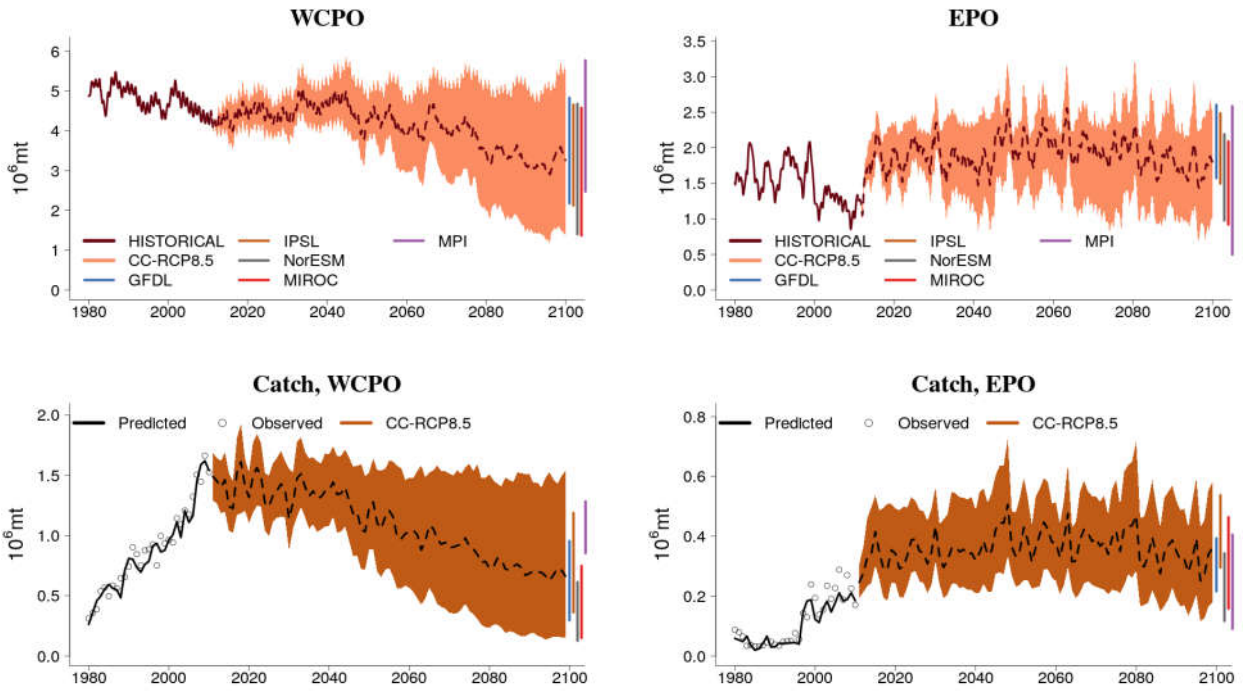 WCPO
6
5
4
3
2
1
0
10⁶mt
HISTORICAL IPSL MPI
CC-RCP8.5 NorESM
GFDL MIROC
1980 2000 2020 2040 2060 2080 2100
EPO
3.5
3.0
2.5
2.0
1.5
1.0
0.5
0.0
10⁶mt
HISTORICAL IPSL MPI
CC-RCP8.5 NorESM
GFDL MIROC
1980 2000 2020 2040 2060 2080 2100
Catch, WCPO
2.0
1.5
1.0
0.5
0.0
10⁶mt
Predicted Observed CC-RCP8.5
1980 2000 2020 2040 2060 2080 2100
Catch, EPO
0.8
0.6
0.4
0.2
0.0
10⁶mt
Predicted Observed CC-RCP8.5
1980 2000 2020 2040 2060 2080 2100